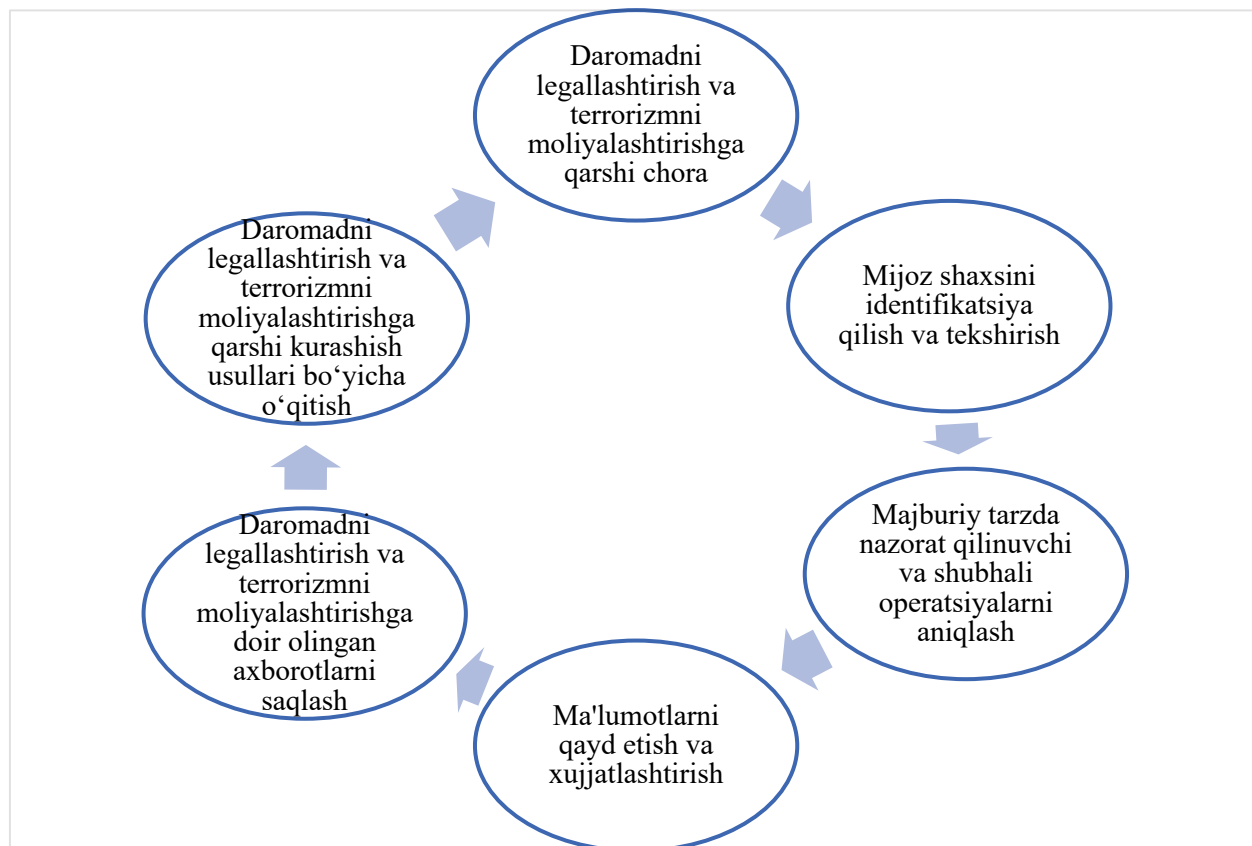 Daromadni
legallashtirish va
terrorizmni
moliyalashtirishga
qarshi chora
Mijoz shaxsini
identifikatsiya
qilish va tekshirish
Majburiy tarzda
nazorat qilinuvchi
va shubhali
operatsiyalarni
aniqlash
Ma'lumotlarni
qayd etish va
xujjatlashtirish
Daromadni
legallashtirish va
terrorizmni
moliyalashtirishga
doir olingan
axborotlarni
saqlash
Daromadni
legallashtirish va
terrorizmni
moliyalashtirishga
qarshi kurashish
usullari bo‘yicha
o‘qitish